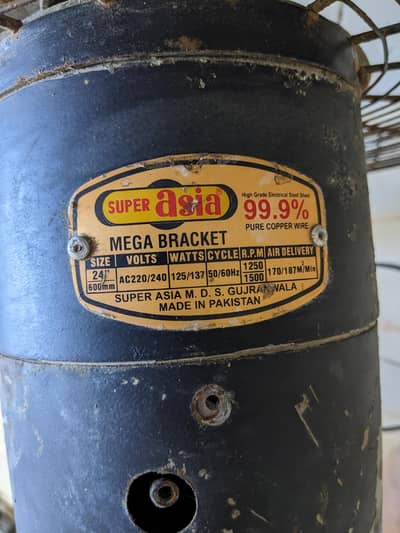 SUPER asia
High Grade Electrical Steel Sheet
99.9%
PURE COPPER WIRE
MEGA BRACKET
SIZE VOLTS WATTS CYCLE R.P.M AIR DELIVERY
24" 600mm AC220/240 125/137 50/60Hz 1250 1500 170/187M³/Min
SUPER ASIA M. D. S. GUJRANWALA
MADE IN PAKISTAN